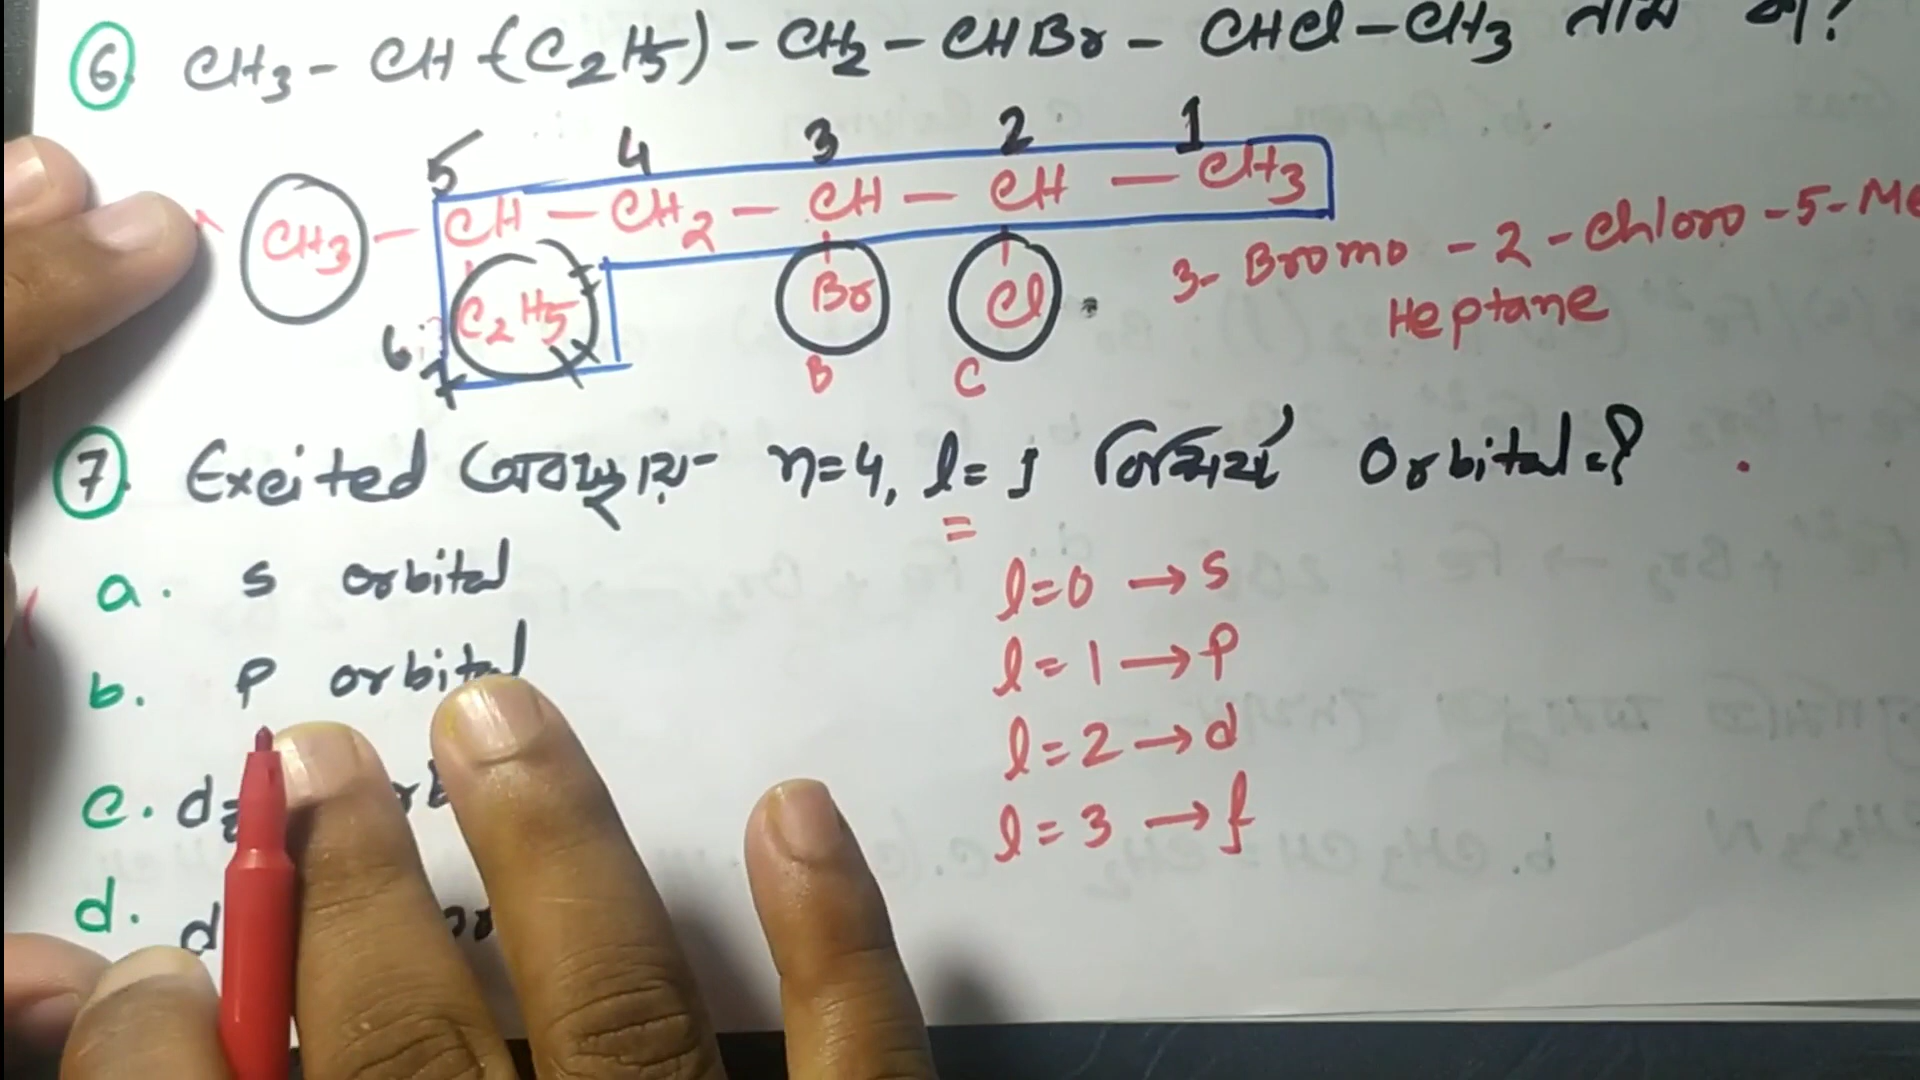 6 CH3 - CH (C2H5) - CH2 - CHBr - CHCl - CH3 নাম কি?
5 4 3 2 1
CH3 - CH - CH2 - CH - CH - CH3
C2H5 Br Cl
6 7 B C
3- Bromo - 2 - Chloro - 5 - Me
Heptane
7 Excited অবস্থায় n=4, l=1 Orbital = ?
a. s orbital
b. p orbital
c. d
d. d
l=0 → s
l=1 → p
l=2 → d
l=3 → f